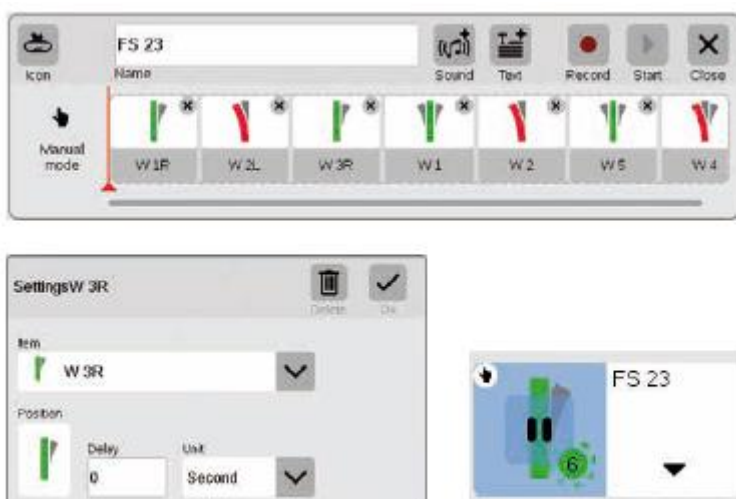 FS 23
Icon Name Sound Text Record Start Close
Manual
mode
W 1R W 2L W 3R W 1 W 2 W 5 W 4
SettingsW 3R
Delete OK
Item
W 3R
Position
Delay Unit
0 Second
FS 23
6